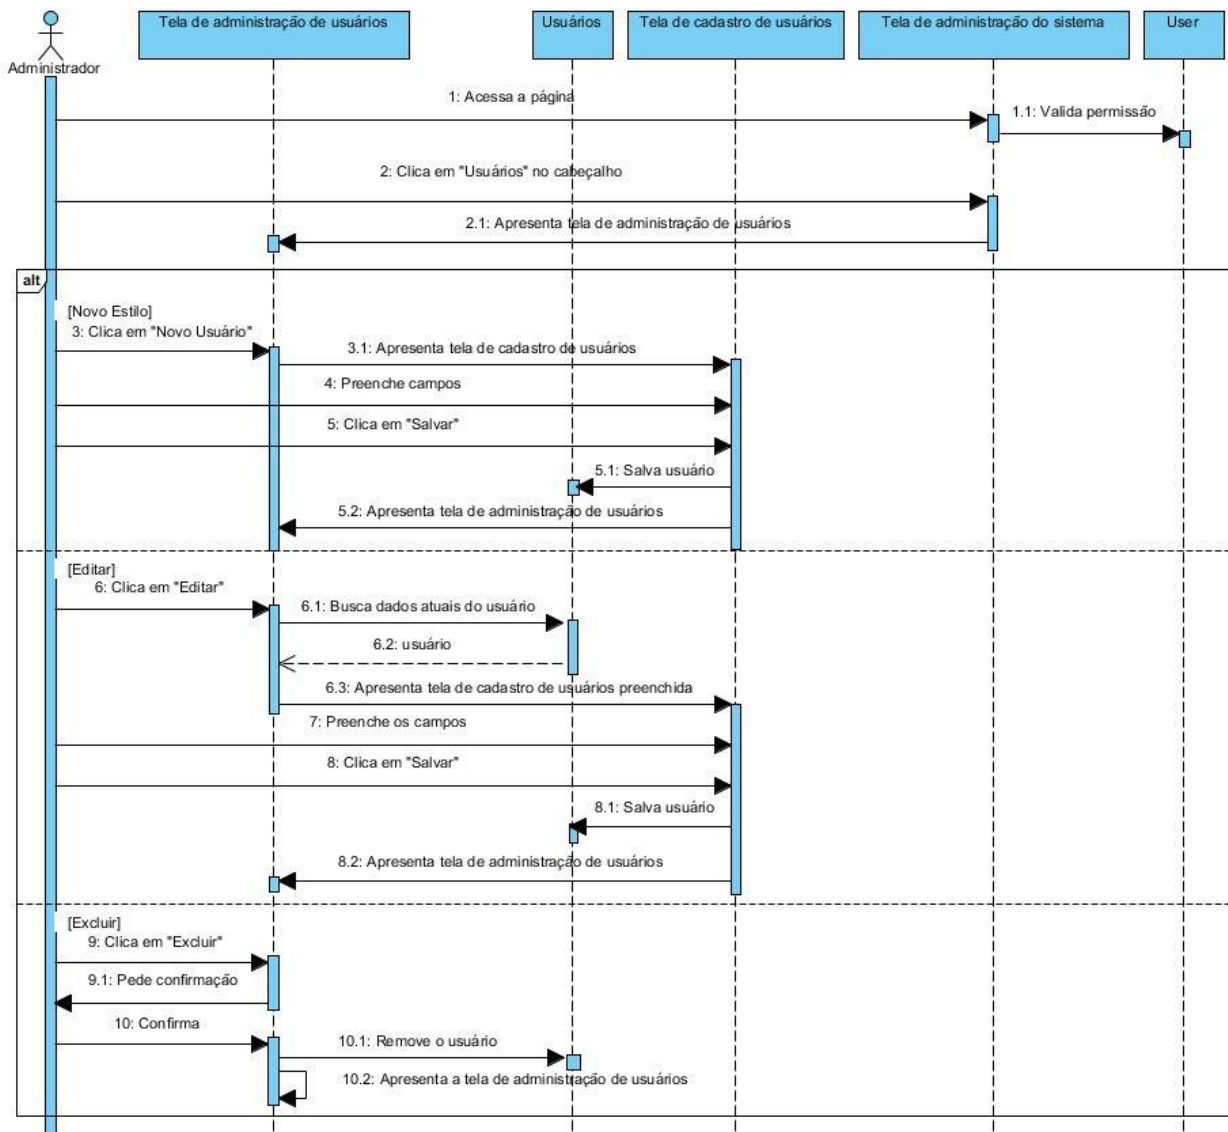 Tela de administração de usuários
Usuários
Tela de cadastro de usuários
Tela de administração do sistema
User
Administrador
1: Acessa a página
1.1: Valida permissão
2: Clica em "Usuários" no cabeçalho
2.1: Apresenta tela de administração de usuários
alt
[Novo Estilo]
3: Clica em "Novo Usuário"
3.1: Apresenta tela de cadastro de usuários
4: Preenche campos
5: Clica em "Salvar"
5.1: Salva usuário
5.2: Apresenta tela de administração de usuários
[Editar]
6: Clica em "Editar"
6.1: Busca dados atuais do usuário
6.2: usuário
6.3: Apresenta tela de cadastro de usuários preenchida
7: Preenche os campos
8: Clica em "Salvar"
8.1: Salva usuário
8.2: Apresenta tela de administração de usuários
[Excluir]
9: Clica em "Excluir"
9.1: Pede confirmação
10: Confirma
10.1: Remove o usuário
10.2: Apresenta a tela de administração de usuários